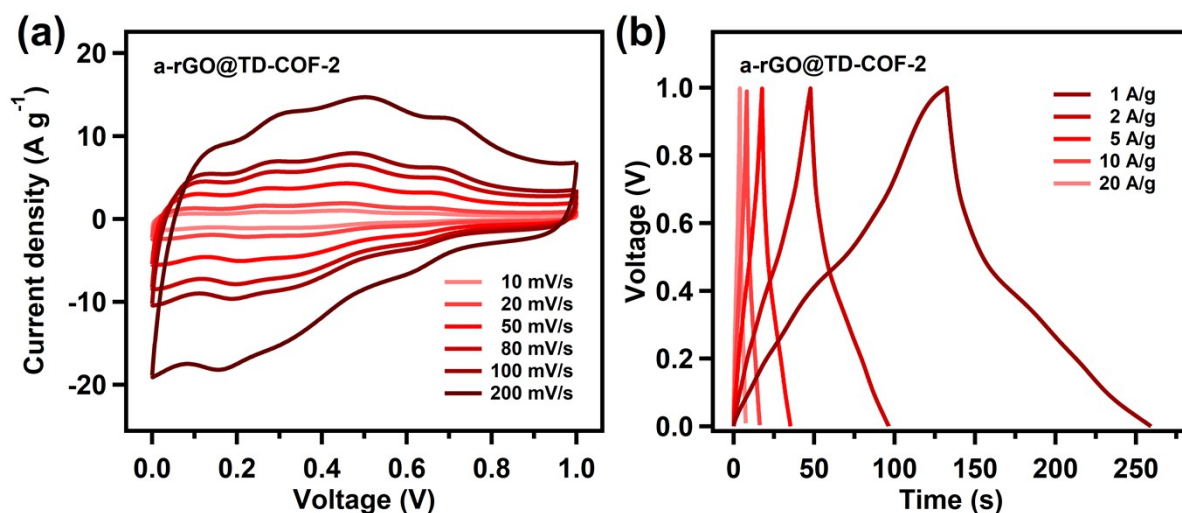 (a)
a-rGO@TD-COF-2
20
10
0
-10
-20
Current density (A g⁻¹)
10 mV/s
20 mV/s
50 mV/s
80 mV/s
100 mV/s
200 mV/s
0.0 0.2 0.4 0.6 0.8 1.0
Voltage (V)
(b)
a-rGO@TD-COF-2
1.0
0.8
0.6
0.4
0.2
0.0
Voltage (V)
1 A/g
2 A/g
5 A/g
10 A/g
20 A/g
0 50 100 150 200 250
Time (s)